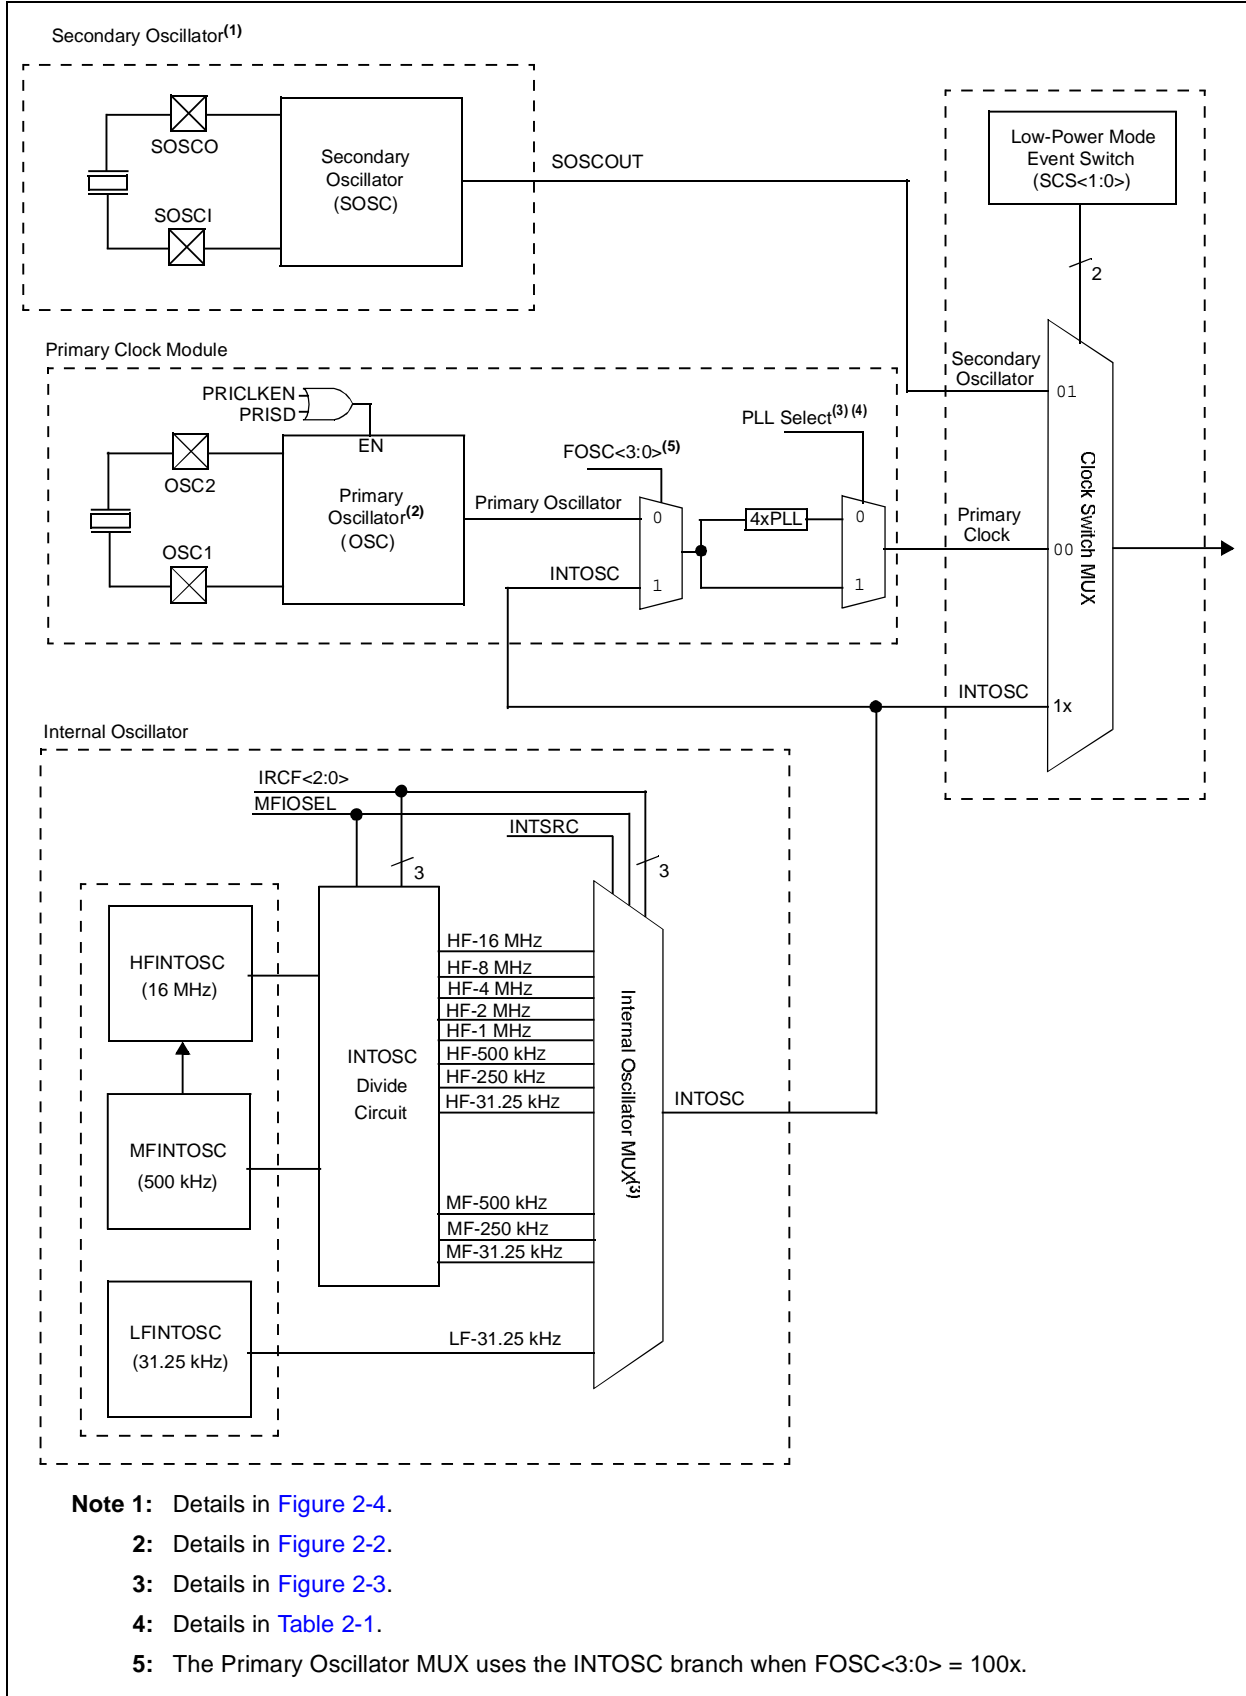 Secondary Oscillator(1)
SOSCO
SOSCI
Secondary
Oscillator
(SOSC)
SOSCOUT
Low-Power Mode
Event Switch
(SCS<1:0>)
2
Primary Clock Module
PRICLKEN
PRISD
EN
OSC2
OSC1
Primary
Oscillator(2)
(OSC)
Primary Oscillator
INTOSC
FOSC<3:0>(5)
0
1
PLL Select(3) (4)
4xPLL
0
1
Secondary
Oscillator
01
Primary
Clock
00
INTOSC
1x
Clock Switch MUX
Internal Oscillator
IRCF<2:0>
MFIOSEL
INTSRC
3
3
HFINTOSC
(16 MHz)
MFINTOSC
(500 kHz)
LFINTOSC
(31.25 kHz)
INTOSC
Divide
Circuit
HF-16 MHz
HF-8 MHz
HF-4 MHz
HF-2 MHz
HF-1 MHz
HF-500 kHz
HF-250 kHz
HF-31.25 kHz
MF-500 kHz
MF-250 kHz
MF-31.25 kHz
LF-31.25 kHz
Internal Oscillator MUX(3)
INTOSC
Note 1: Details in Figure 2-4.
2: Details in Figure 2-2.
3: Details in Figure 2-3.
4: Details in Table 2-1.
5: The Primary Oscillator MUX uses the INTOSC branch when FOSC<3:0> = 100x.